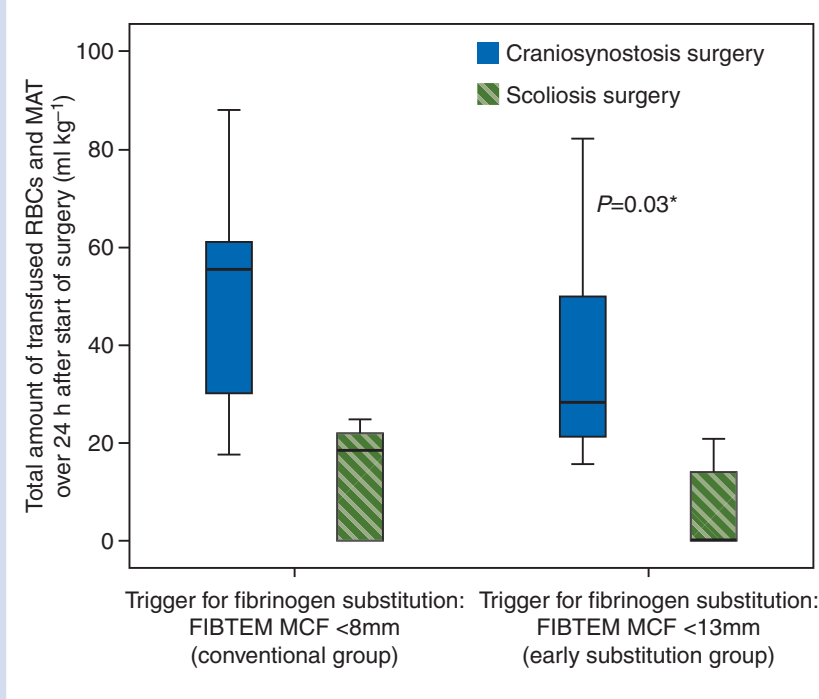 Total amount of transfused RBCs and MAT
over 24 h after start of surgery (ml kg⁻¹)
100
80
60
40
20
0
Craniosynostosis surgery
Scoliosis surgery
P=0.03*
Trigger for fibrinogen substitution:
FIBTEM MCF <8mm
(conventional group)
Trigger for fibrinogen substitution:
FIBTEM MCF <13mm
(early substitution group)